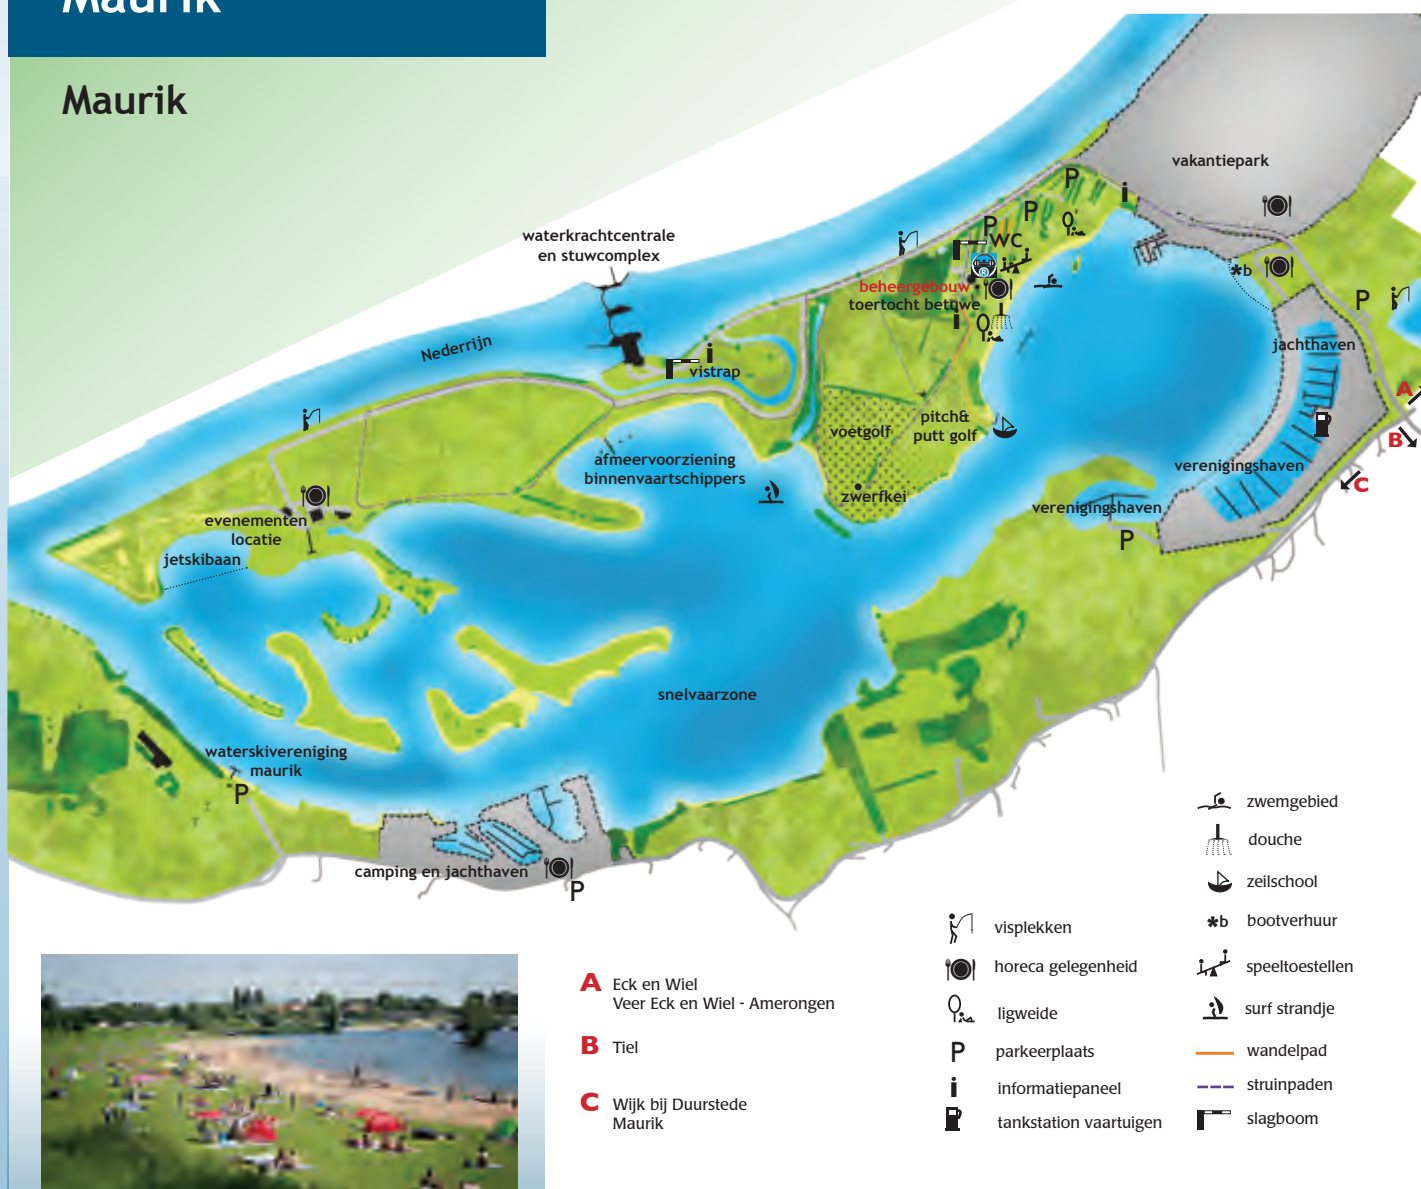 Maurik
Maurik
vakantiepark
waterkrachtcentrale
en stuwcomplex
P
i
P
P
WC
beheergebouw
toertocht betuwe
*b
P
i
Nederrijn
i
vistrap
jachthaven
A
B
C
pitch&
putt golf
voetgolf
afmeervoorziening
binnenvaartschippers
zwerfkei
verenigingshaven
verenigingshaven
P
evenementen
locatie
jetskibaan
snelvaarzone
waterskivereniging
maurik
P
camping en jachthaven
P
A Eck en Wiel
Veer Eck en Wiel - Amerongen
B Tiel
C Wijk bij Duurstede
Maurik
visplekken
horeca gelegenheid
ligweide
P parkeerplaats
i informatiepaneel
tankstation vaartuigen
zwemgebied
douche
zeilschool
*b bootverhuur
speeltoestellen
surf strandje
wandelpad
struinpaden
slagboom